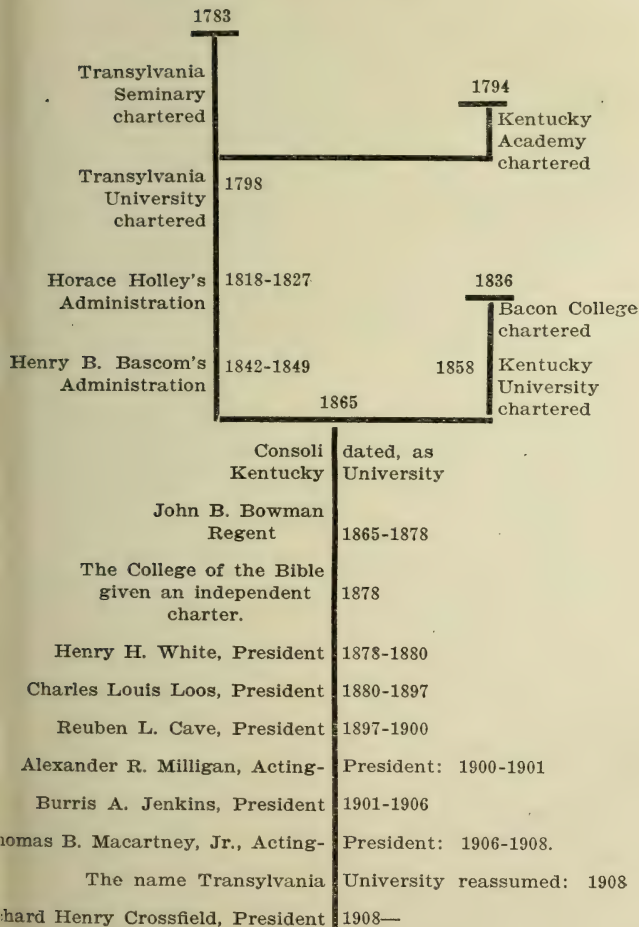 1783
Transylvania
Seminary
chartered
1794
Kentucky
Academy
chartered
Transylvania
University
chartered
1798
Horace Holley's
Administration
1818-1827
1836
Bacon College
chartered
Henry B. Bascom's
Administration
1842-1849
1858
Kentucky
University
chartered
1865
Consoli dated, as
Kentucky University
John B. Bowman
Regent 1865-1878
The College of the Bible
given an independent
charter.
1878
Henry H. White, President 1878-1880
Charles Louis Loos, President 1880-1897
Reuben L. Cave, President 1897-1900
Alexander R. Milligan, Acting- President: 1900-1901
Burris A. Jenkins, President 1901-1906
homas B. Macartney, Jr., Acting- President: 1906-1908.
The name Transylvania University reassumed: 1908
chard Henry Crossfield, President 1908—